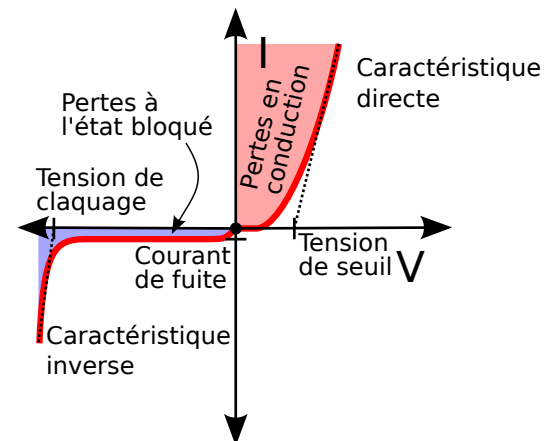 I
Caractéristique
directe
Pertes en
conduction
Pertes à
l'état bloqué
Tension de
claquage
Courant
de fuite
Tension
de seuil
V
Caractéristique
inverse